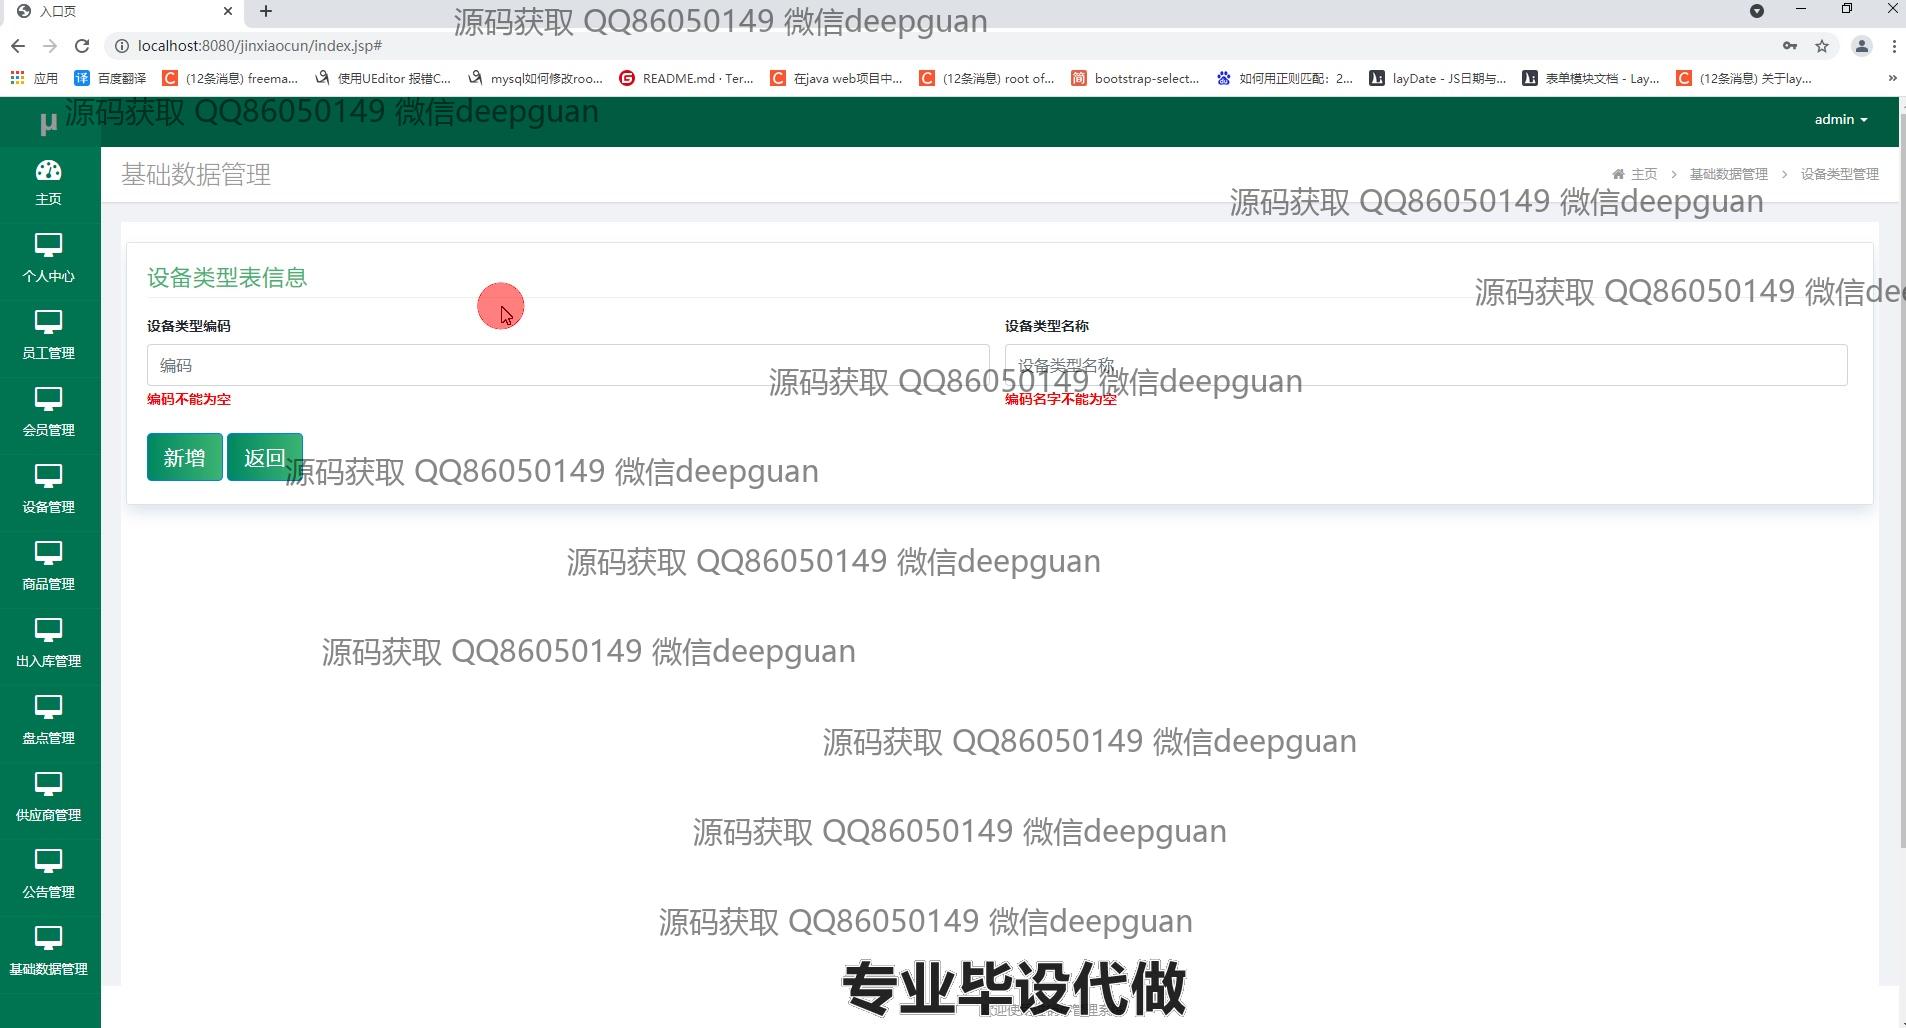 入口页
源码获取 QQ86050149 微信deepguan
localhost:8080/jinxiaocun/index.jsp#
应用 百度翻译 (12条消息) freema... 使用UEditor 报错C... mysql如何修改roo... README.md · Ter... 在java web项目中... (12条消息) root of... bootstrap-select... 如何用正则匹配：2... layDate - JS日期与... 表单模块文档 - Lay... (12条消息) 关于lay...
源码获取 QQ86050149 微信deepguan
μ
admin
主页
基础数据管理
主页 > 基础数据管理 > 设备类型管理
源码获取 QQ86050149 微信deepguan
个人中心
设备类型表信息
源码获取 QQ86050149 微信de
员工管理
设备类型编码 设备类型名称
编码 设备类型名称
源码获取 QQ86050149 微信deepguan
编码不能为空 编码名字不能为空
会员管理
新增 返回
源码获取 QQ86050149 微信deepguan
设备管理
源码获取 QQ86050149 微信deepguan
商品管理
源码获取 QQ86050149 微信deepguan
出入库管理
源码获取 QQ86050149 微信deepguan
盘点管理
源码获取 QQ86050149 微信deepguan
供应商管理
公告管理
源码获取 QQ86050149 微信deepguan
基础数据管理
专业毕设代做